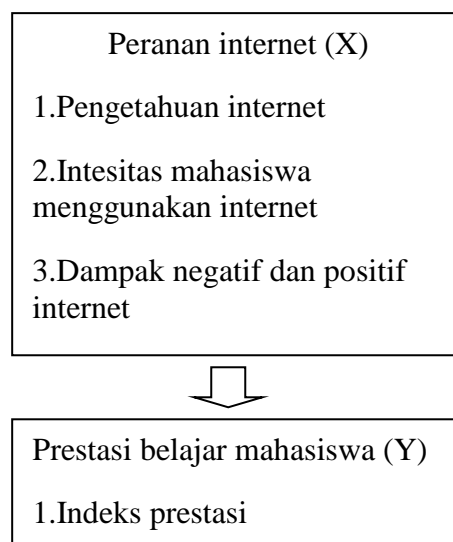 Peranan internet (X)
1.Pengetahuan internet
2.Intesitas mahasiswa
menggunakan internet
3.Dampak negatif dan positif
internet
Prestasi belajar mahasiswa (Y)
1.Indeks prestasi